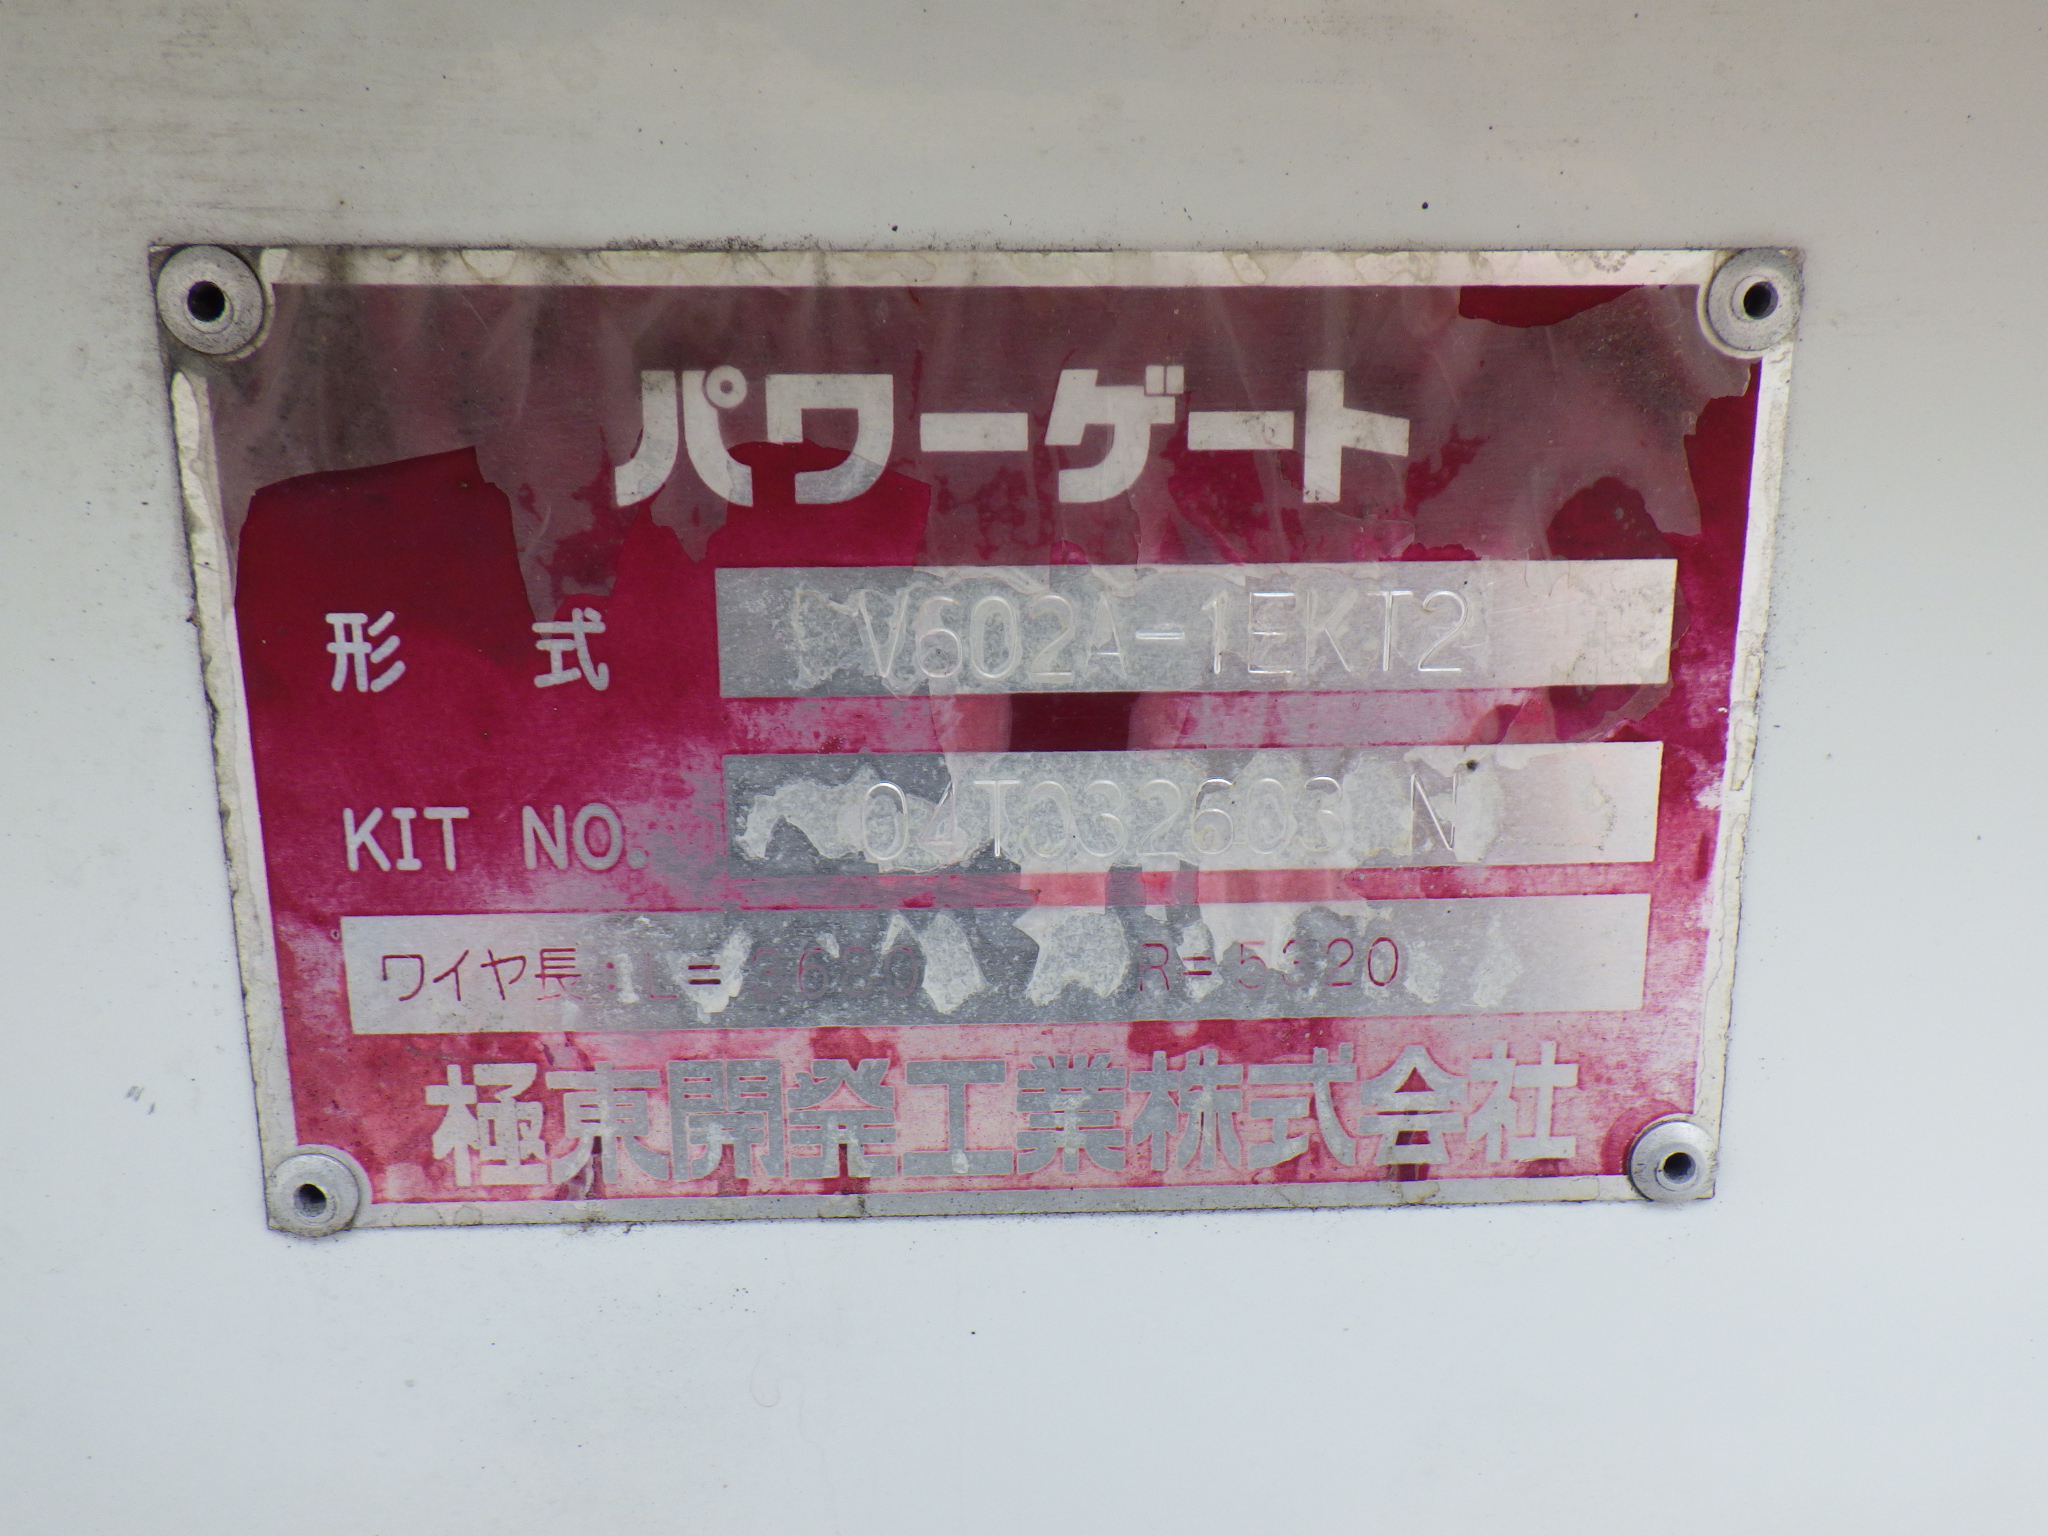 パワーゲート
形 式 V602A-1EKT2
KIT NO. 04T032603 N
ワイヤ長:L= 3680 R=5320
極東開発工業株式会社